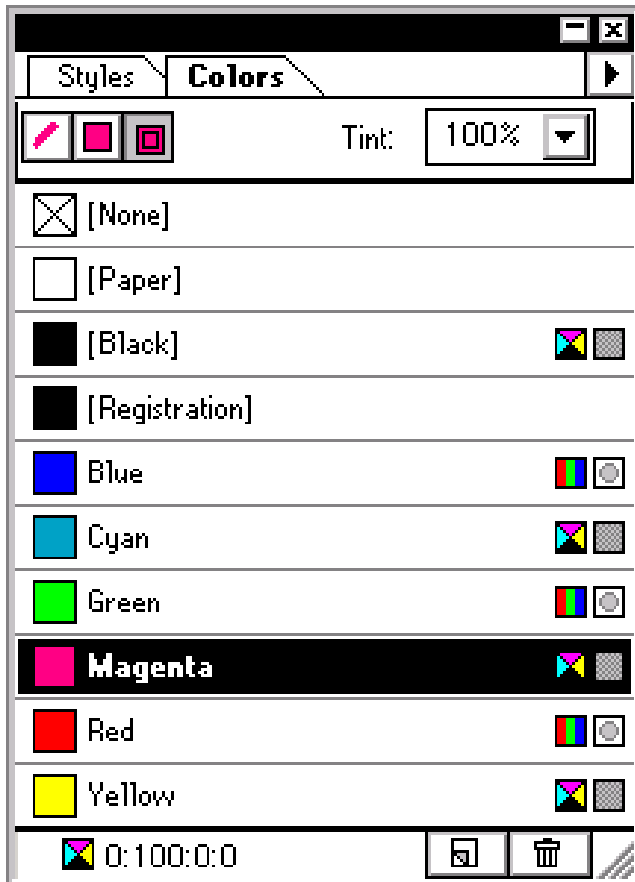 Styles Colors
Tint: 100%
[None]
[Paper]
[Black]
[Registration]
Blue
Cyan
Green
Magenta
Red
Yellow
0:100:0:0